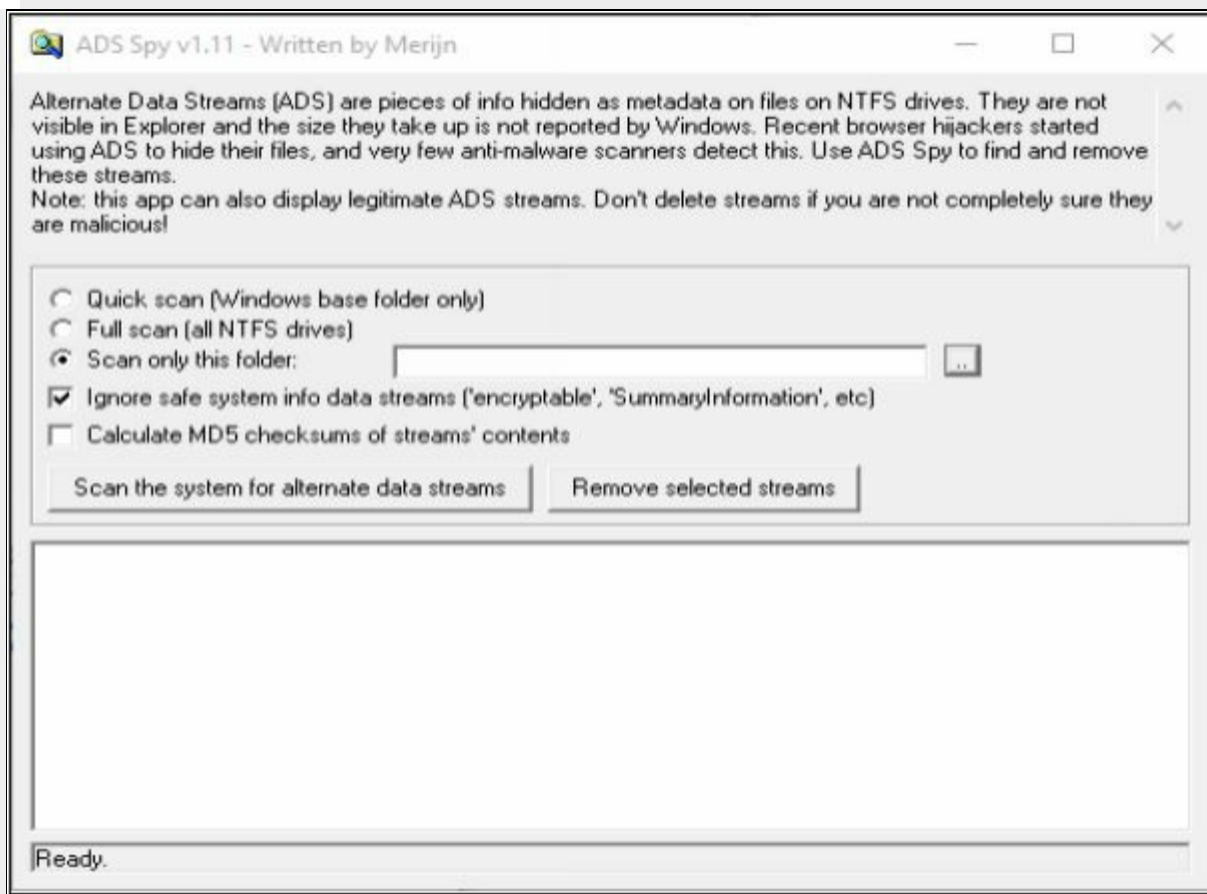 ADS Spy v1.11 - Written by Merijn
Alternate Data Streams (ADS) are pieces of info hidden as metadata on files on NTFS drives. They are not
visible in Explorer and the size they take up is not reported by Windows. Recent browser hijackers started
using ADS to hide their files, and very few anti-malware scanners detect this. Use ADS Spy to find and remove
these streams.
Note: this app can also display legitimate ADS streams. Don't delete streams if you are not completely sure they
are malicious!
Quick scan (Windows base folder only)
Full scan (all NTFS drives)
Scan only this folder:
..
Ignore safe system info data streams ('encryptable', 'SummaryInformation', etc)
Calculate MD5 checksums of streams' contents
Scan the system for alternate data streams
Remove selected streams
Ready.